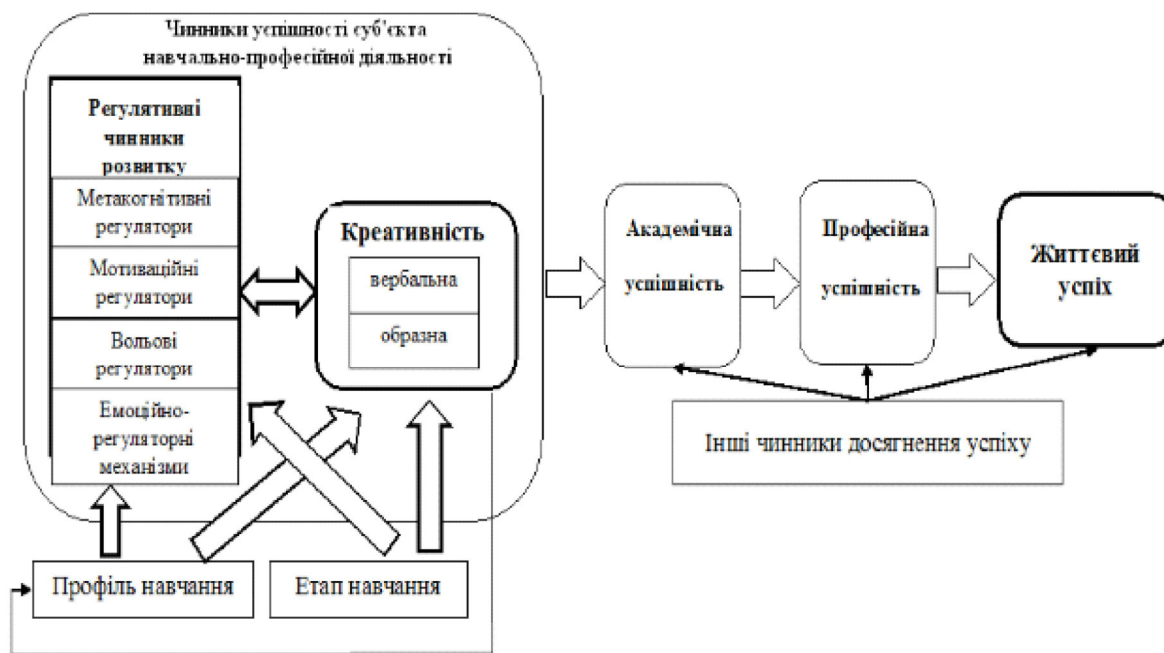 Чинники успішності суб'єкта
навчально-професійної діяльності
Регулятивні
чинники
розвитку
Метакогнітивні
регулятори
Мотиваційні
регулятори
Вольові
регулятори
Емоційно-
регуляторні
механізми
Креативність
вербальна
образна
Академічна
успішність
Професійна
успішність
Життєвий
успіх
Інші чинники досягнення успіху
Профіль навчання
Етап навчання